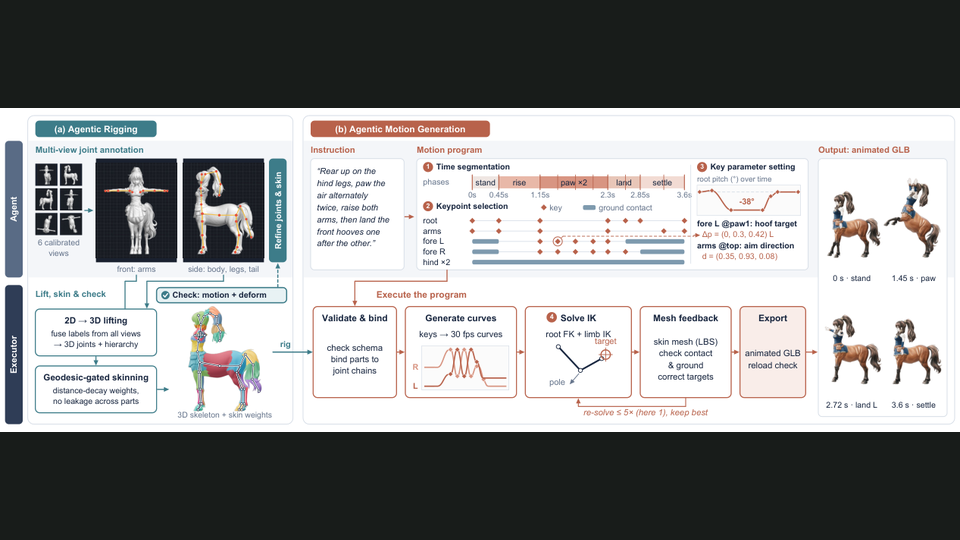 (a) Agentic Rigging
Multi-view joint annotation
6 calibrated
views
front: arms
side: body, legs, tail
Refine joints & skin
Agent
Executor
Lift, skin & check
Check: motion + deform
2D → 3D lifting
fuse labels from all views
→ 3D joints + hierarchy
Geodesic-gated skinning
distance-decay weights,
no leakage across parts
3D skeleton + skin weights
rig
(b) Agentic Motion Generation
Instruction
“Rear up on the
hind legs, paw the
air alternately
twice, raise both
arms, then land the
front hooves one
after the other.”
Motion program
1 Time segmentation
phases
stand rise paw ×2 land settle
0s 0.45s 1.15s 2.3s 2.85s 3.6s
2 Keypoint selection
key
ground contact
root
arms
fore L
fore R
hind ×2
3 Key parameter setting
root pitch (°) over time
-38°
fore L @paw1: hoof target
Δp = (0, 0.3, 0.42) L
arms @top: aim direction
d = (0.35, 0.93, 0.08)
Execute the program
Validate & bind
check schema
bind parts to
joint chains
Generate curves
keys → 30 fps curves
R
L
4 Solve IK
root FK + limb IK
target
pole
Mesh feedback
skin mesh (LBS)
check contact
& ground
correct targets
Export
animated GLB
reload check
re-solve ≤ 5× (here 1), keep best
Output: animated GLB
0 s · stand
1.45 s · paw
2.72 s · land L
3.6 s · settle